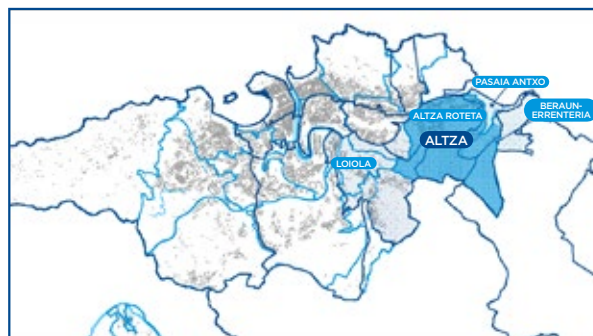 PASAIA ANTXO
BERAUN-
ERRENTERIA
ALTZA ROTETA
ALTZA
LOIOLA